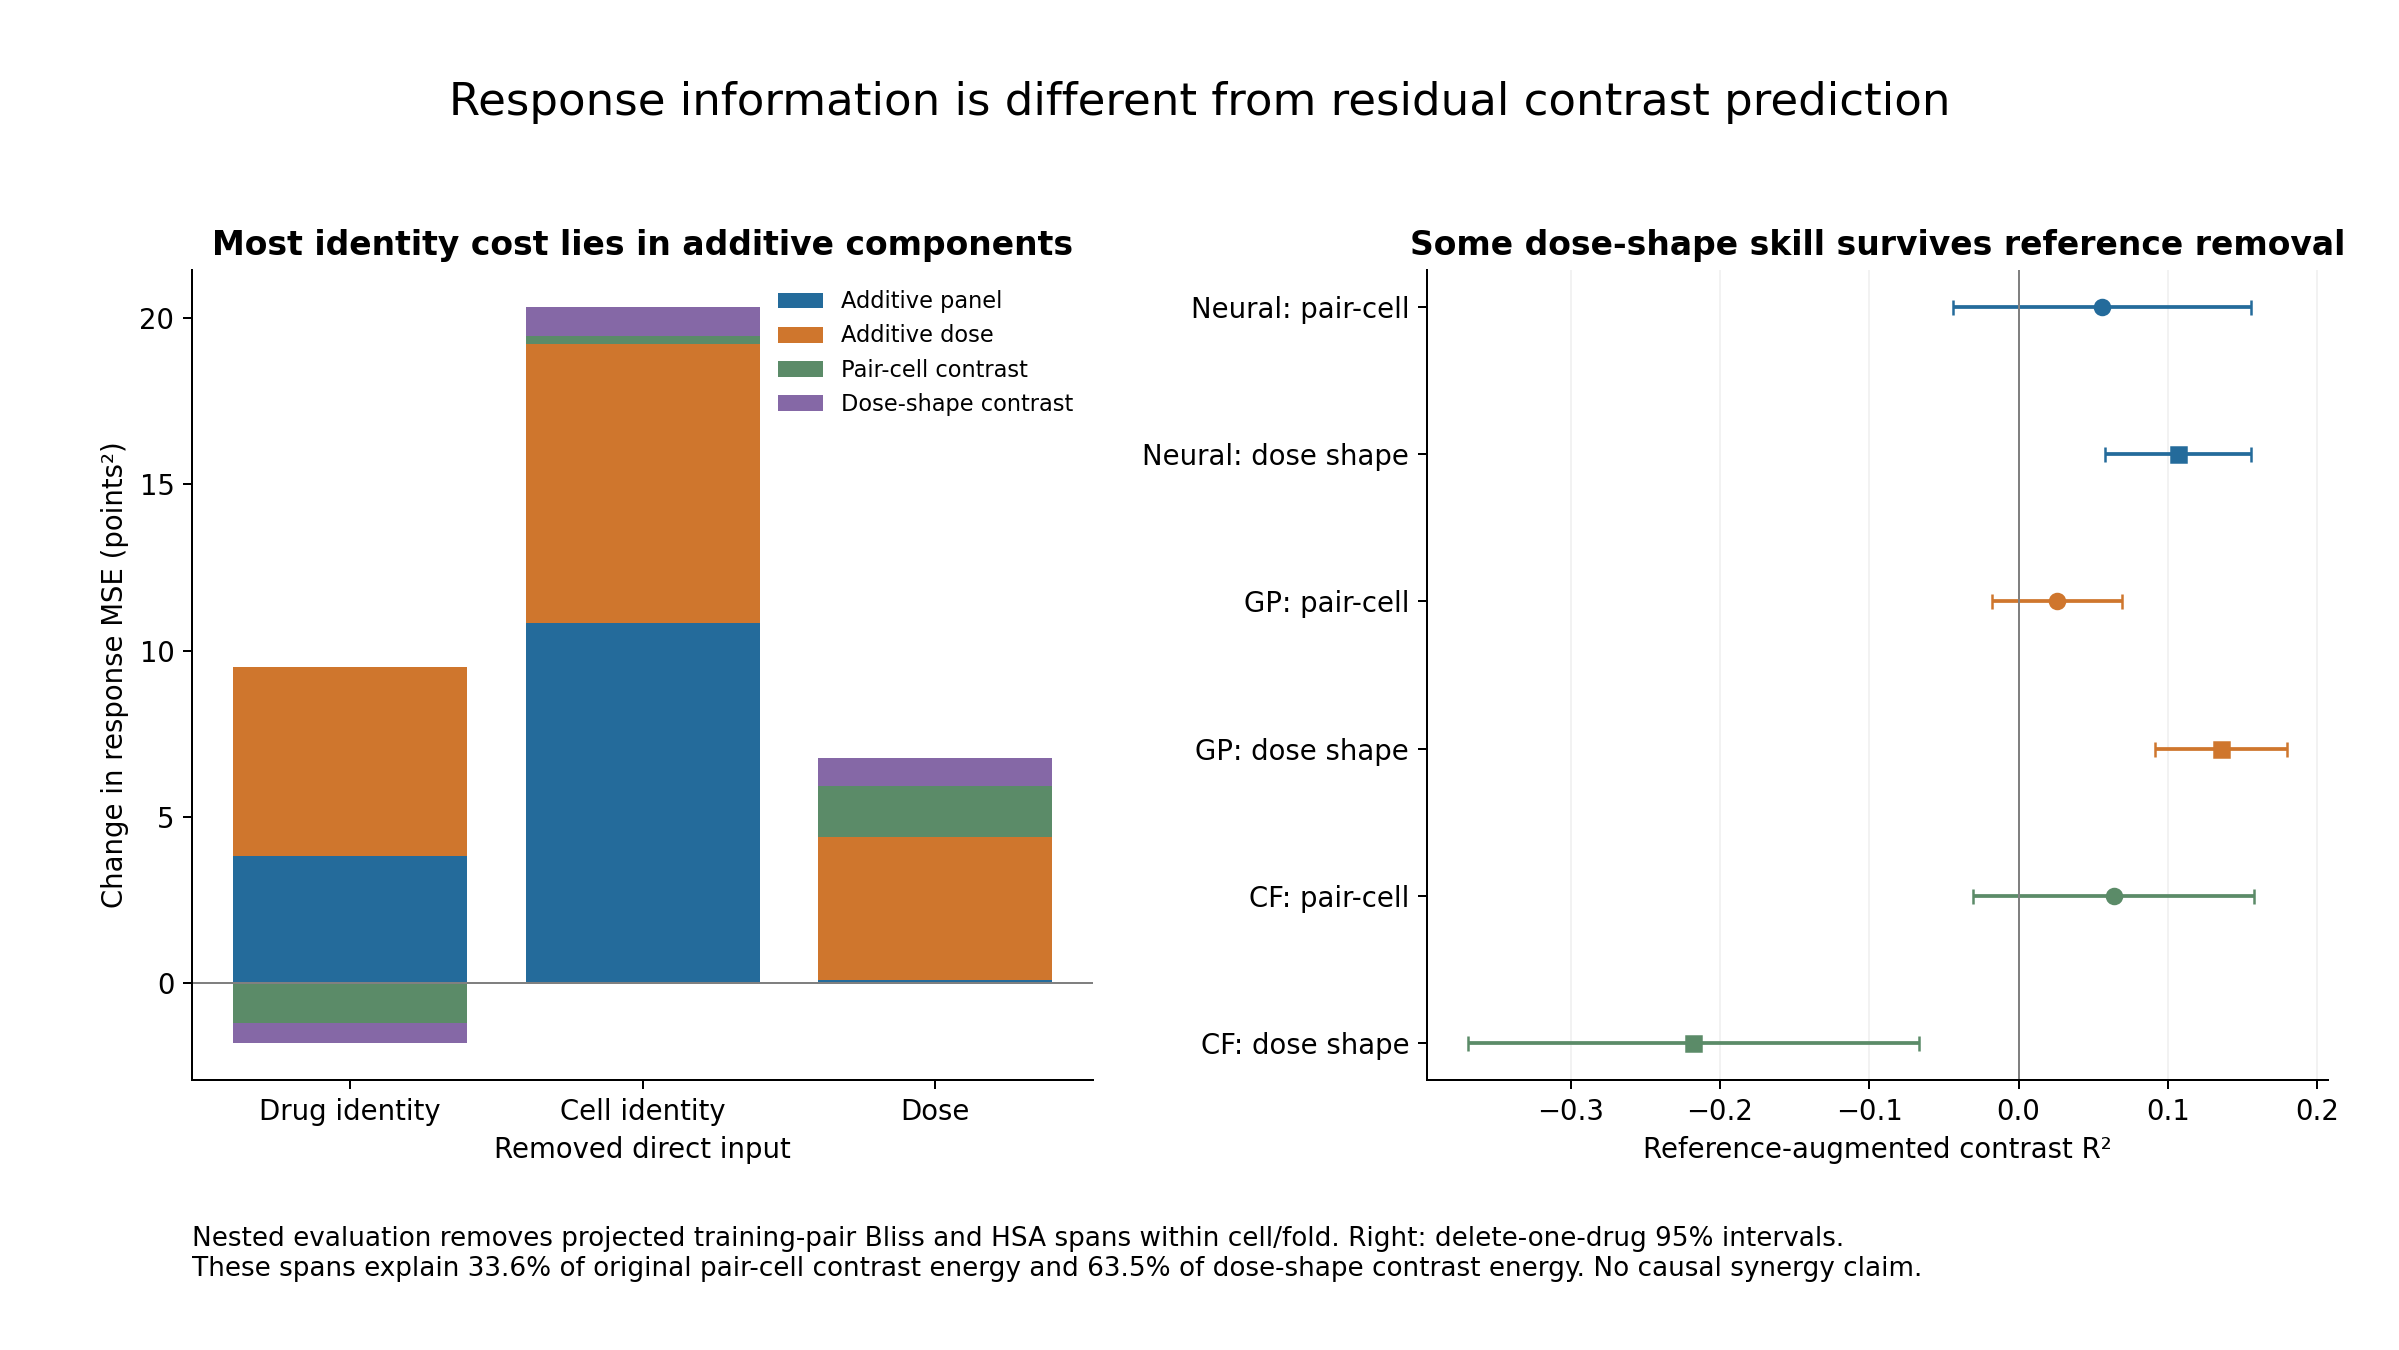 Response information is different from residual contrast prediction
Most identity cost lies in additive components
Additive panel
Additive dose
Pair-cell contrast
Dose-shape contrast
Change in response MSE (points²)
20
15
10
5
0
Drug identity
Cell identity
Dose
Removed direct input
Some dose-shape skill survives reference removal
Neural: pair-cell
Neural: dose shape
GP: pair-cell
GP: dose shape
CF: pair-cell
CF: dose shape
−0.3
−0.2
−0.1
0.0
0.1
0.2
Reference-augmented contrast R²
Nested evaluation removes projected training-pair Bliss and HSA spans within cell/fold. Right: delete-one-drug 95% intervals.
These spans explain 33.6% of original pair-cell contrast energy and 63.5% of dose-shape contrast energy. No causal synergy claim.